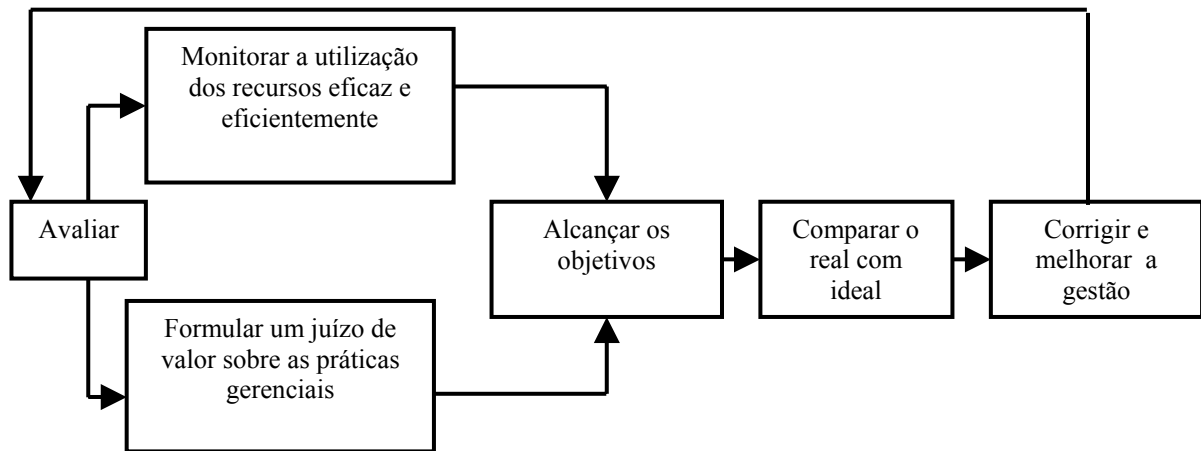 Monitorar a utilização
dos recursos eficaz e
eficientemente
Avaliar
Alcançar os
objetivos
Comparar o
real com
ideal
Corrigir e
melhorar a
gestão
Formular um juízo de
valor sobre as práticas
gerenciais